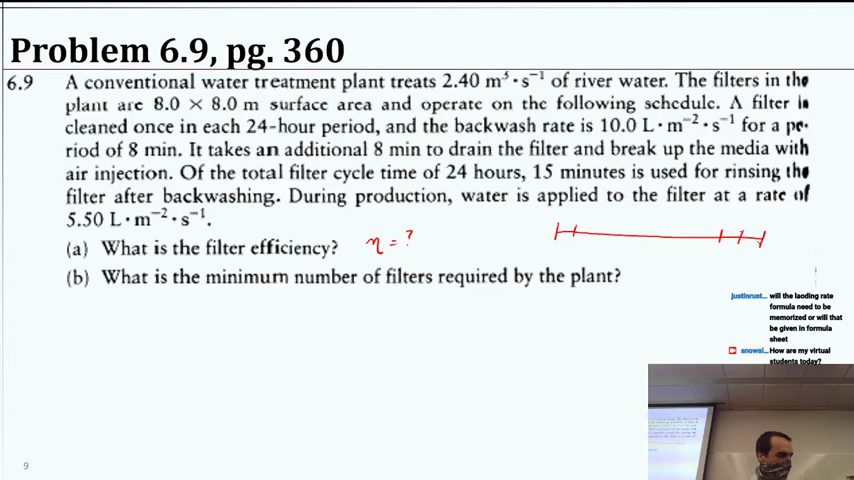 Problem 6.9, pg. 360
6.9 A conventional water treatment plant treats 2.40 m³·s⁻¹ of river water. The filters in the
plant are 8.0 × 8.0 m surface area and operate on the following schedule. A filter is
cleaned once in each 24-hour period, and the backwash rate is 10.0 L·m⁻²·s⁻¹ for a pe-
riod of 8 min. It takes an additional 8 min to drain the filter and break up the media with
air injection. Of the total filter cycle time of 24 hours, 15 minutes is used for rinsing the
filter after backwashing. During production, water is applied to the filter at a rate of
5.50 L·m⁻²·s⁻¹.
(a) What is the filter efficiency? η = ?
(b) What is the minimum number of filters required by the plant?
justinrust... will the laoding rate
formula need to be
memorized or will that
be given in formula
sheet
snowsl... How are my virtual
students today?
9